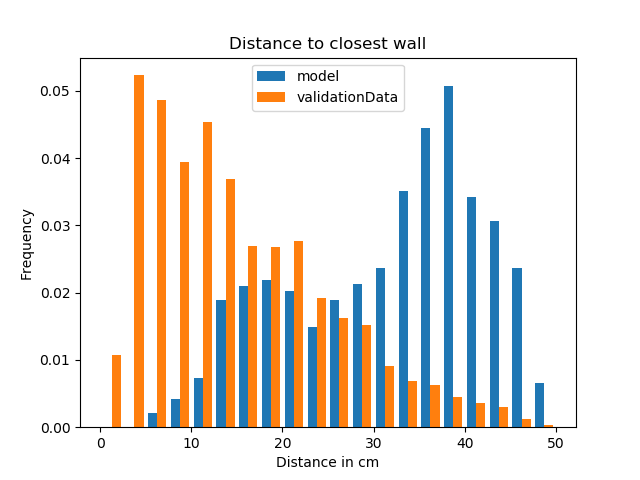 Distance to closest wall
model
validationData
0.05
0.04
0.03
0.02
0.01
0.00
Frequency
0 10 20 30 40 50
Distance in cm